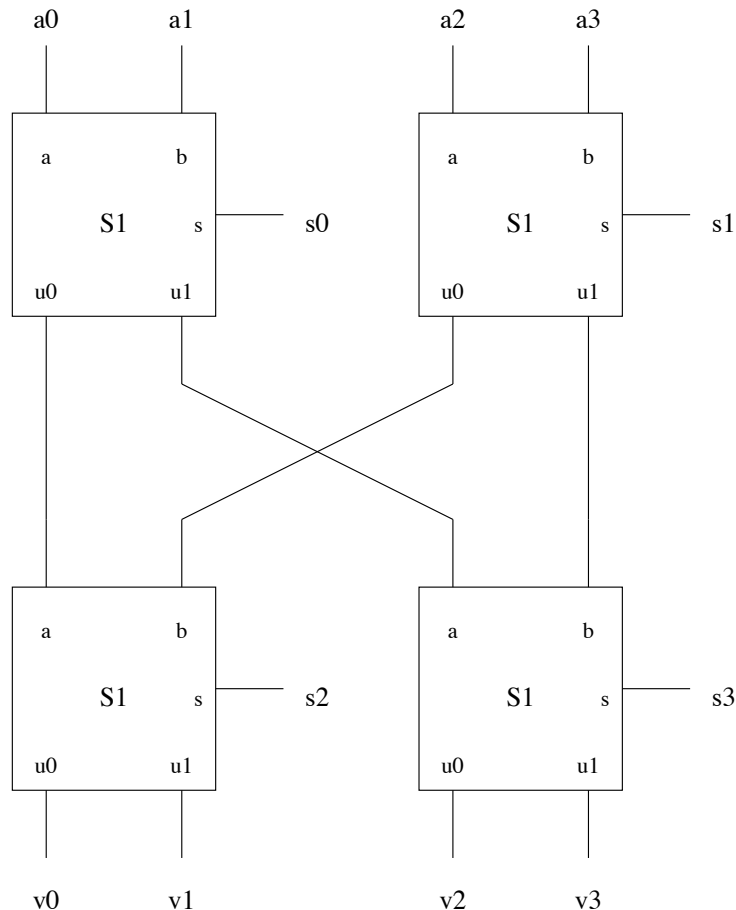 a0 a1 a2 a3
a b a b
S1 s s0 S1 s s1
u0 u1 u0 u1
a b a b
S1 s s2 S1 s s3
u0 u1 u0 u1
v0 v1 v2 v3